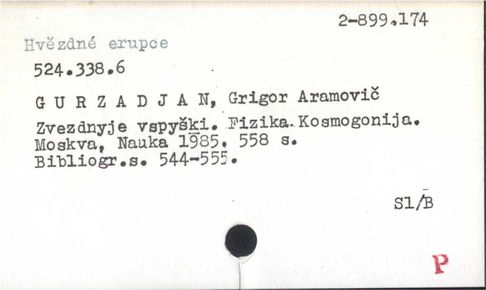 2-899.174
Hvězdné erupce
524.338.6
G U R Z A D J A N, Grigor Aramovič
Zvezdnyje vspyški. Fizika.Kosmogonija.
Moskva, Nauka 1985. 558 s.
Bibliogr.s. 544-555.
Sl/B
P